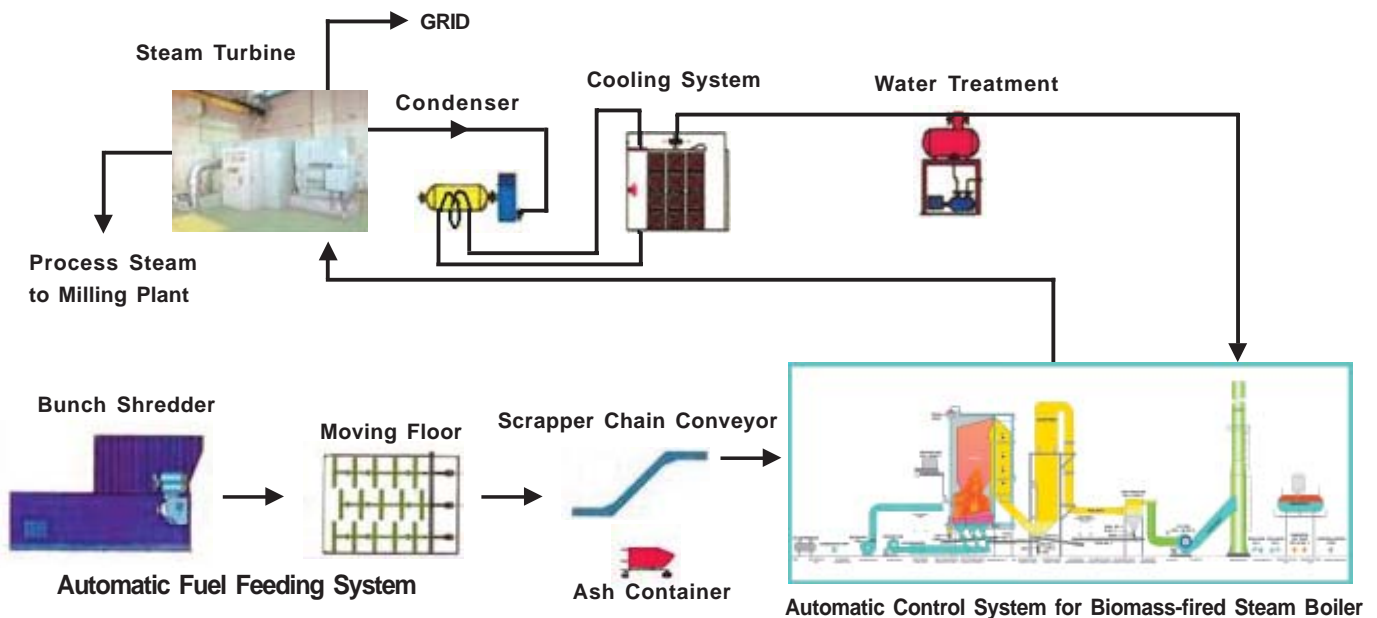 GRID
Steam Turbine
Cooling System
Water Treatment
Condenser
Process Steam
to Milling Plant
Bunch Shredder
Moving Floor
Scrapper Chain Conveyor
Automatic Fuel Feeding System
Ash Container
Automatic Control System for Biomass-fired Steam Boiler